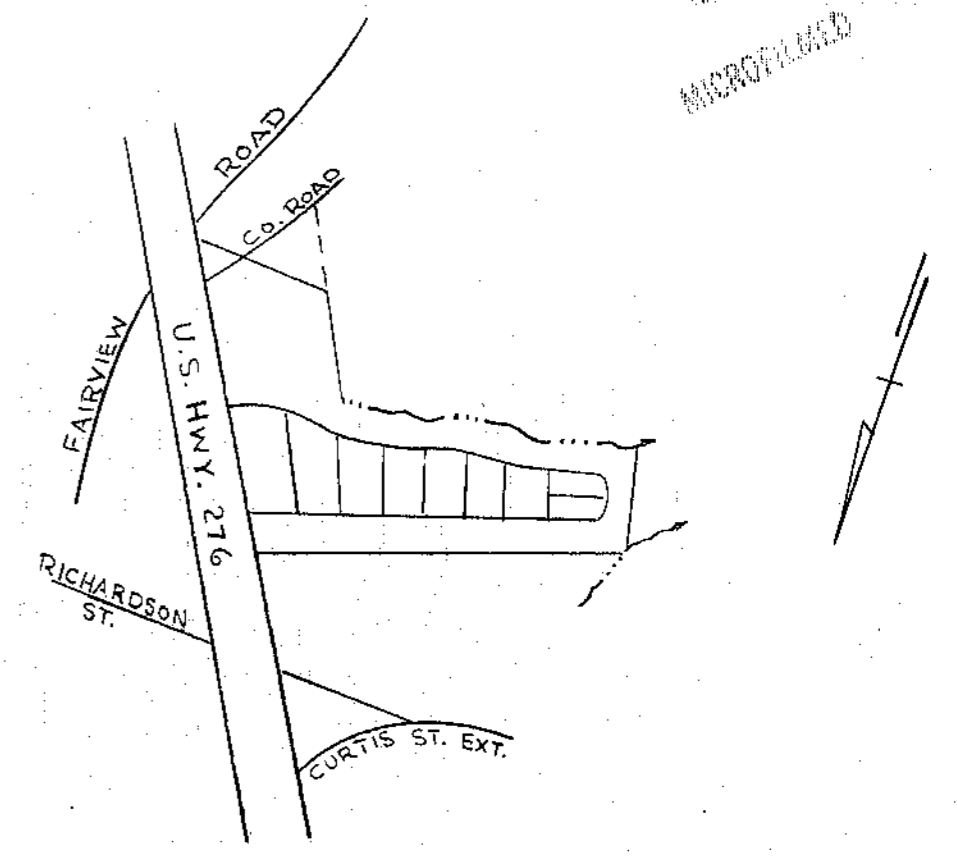 MICROFILMED
ROAD
CO. ROAD
FAIRVIEW
U.S. HWY. 276
RICHARDSON
ST.
CURTIS ST. EXT.